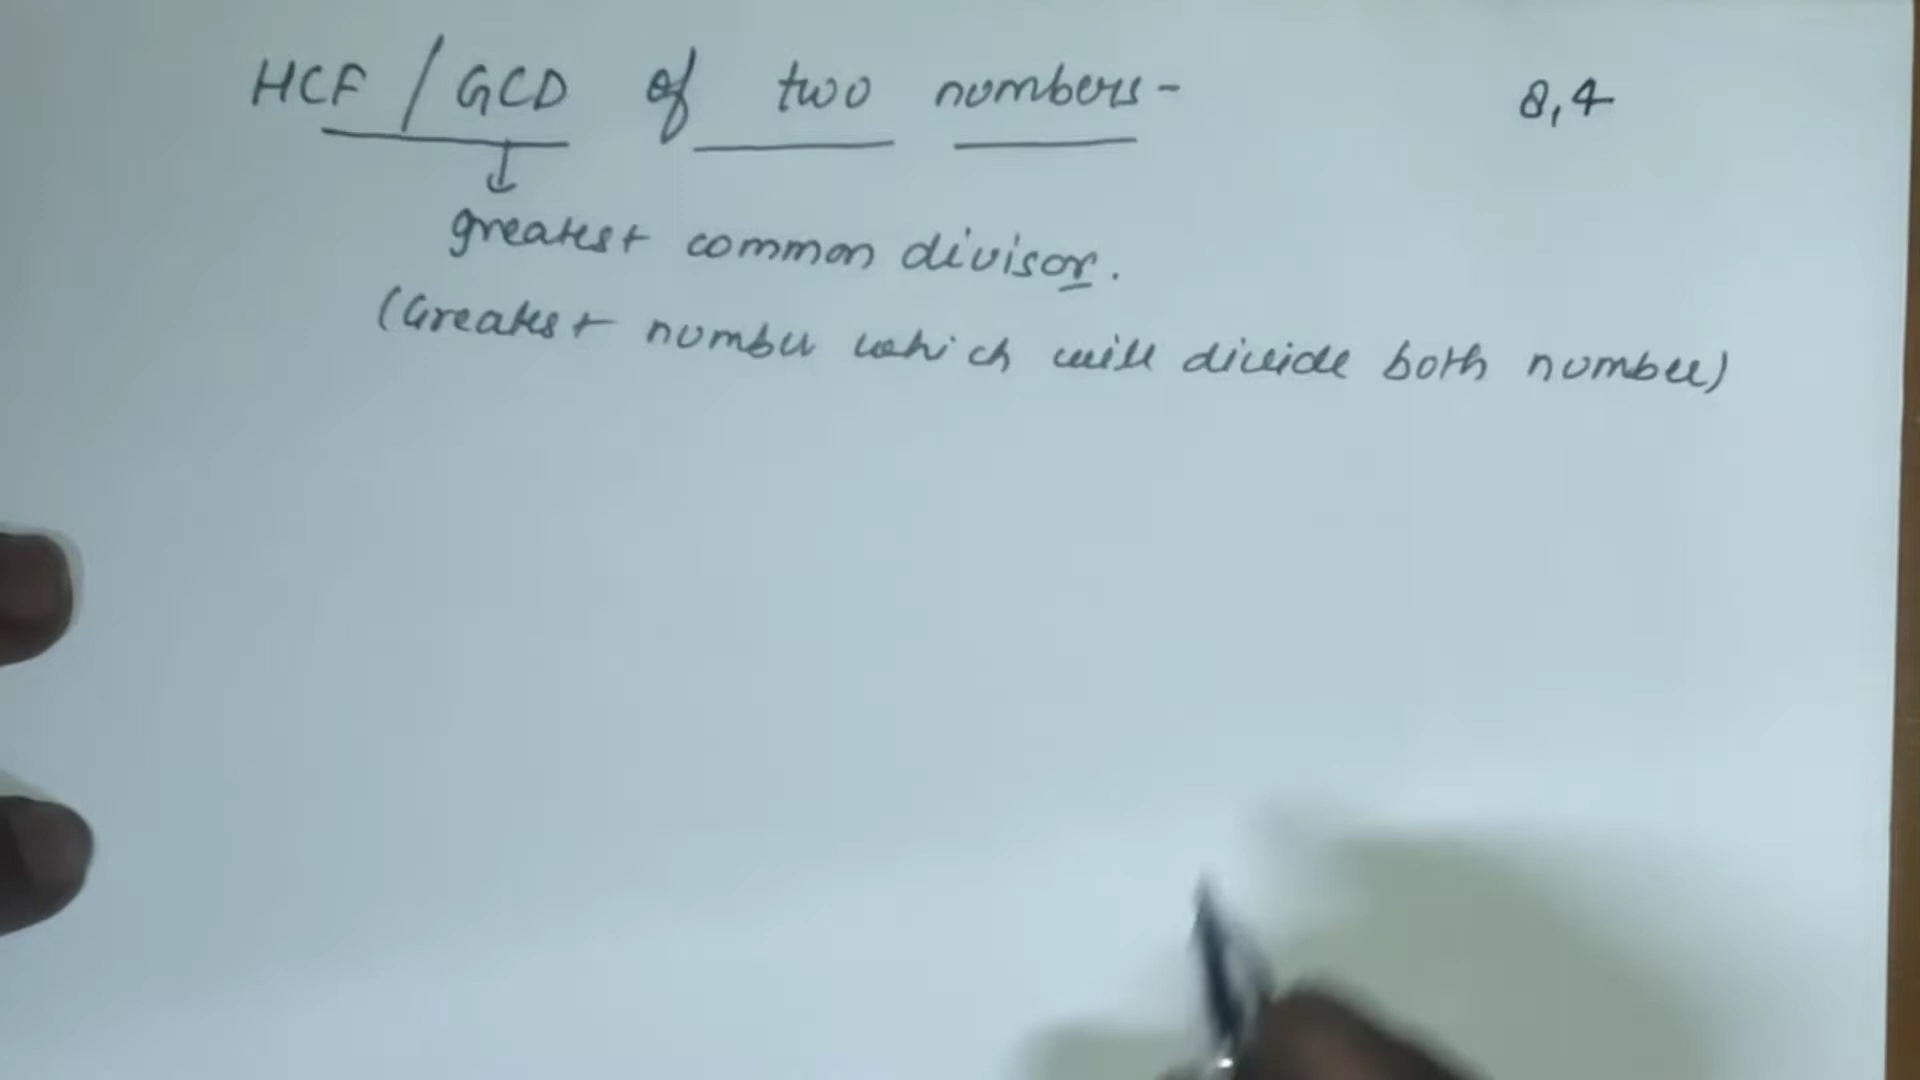 HCF / GCD of two numbers- 8,4
greatest common divisor.
(Greatest number which will divide both number)